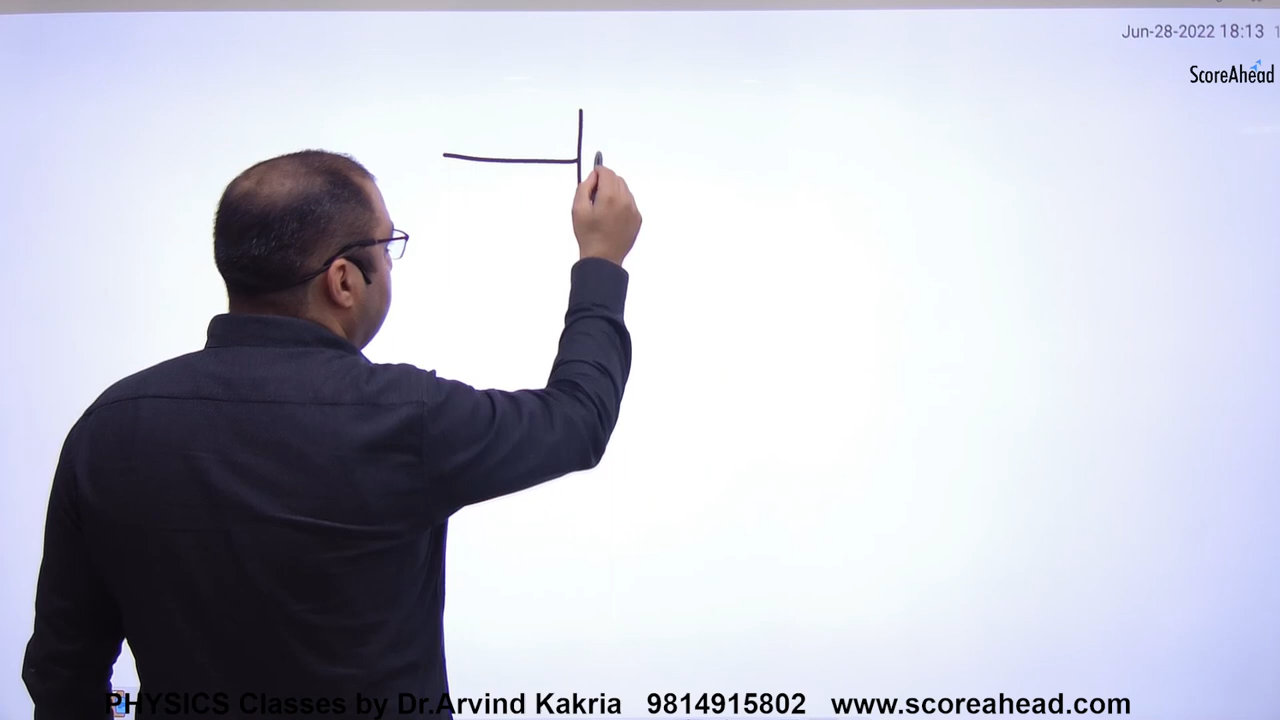 Jun-28-2022 18:13
ScoreAhead
PHYSICS Classes by Dr.Arvind Kakria 9814915802 www.scoreahead.com